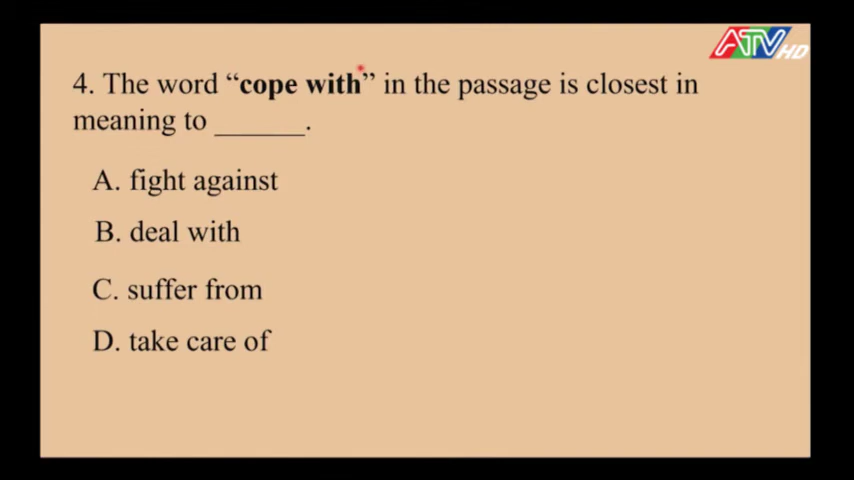 ATV HD
4. The word “cope with” in the passage is closest in
meaning to ______.
A. fight against
B. deal with
C. suffer from
D. take care of